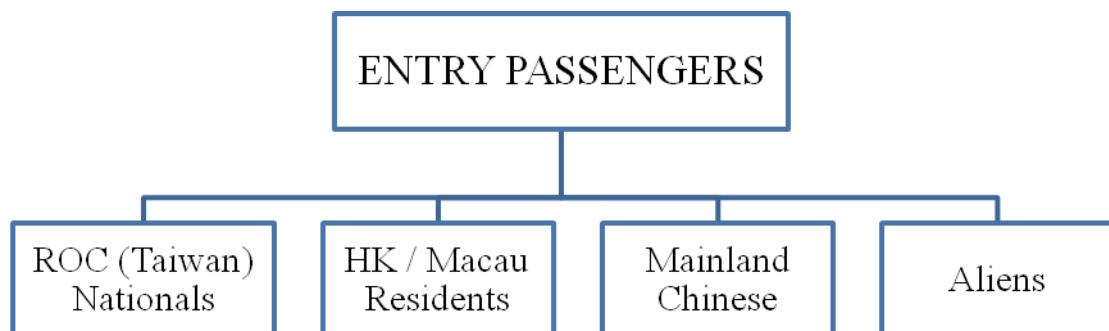 ENTRY PASSENGERS
ROC (Taiwan)
Nationals
HK / Macau
Residents
Mainland
Chinese
Aliens